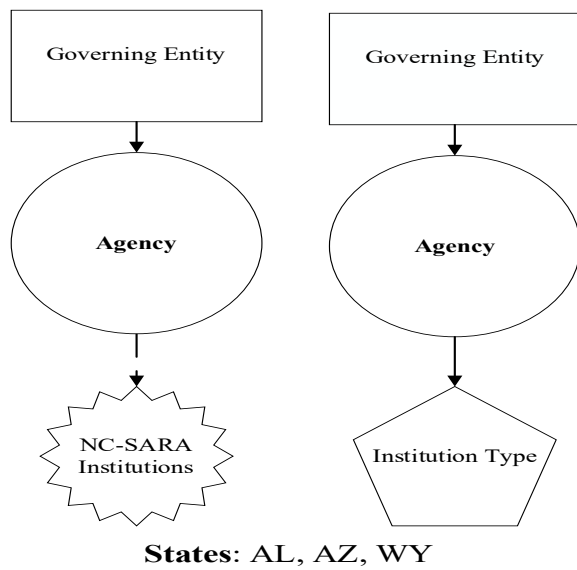 Governing Entity
Agency
NC-SARA
Institutions
Governing Entity
Agency
Institution Type
States: AL, AZ, WY